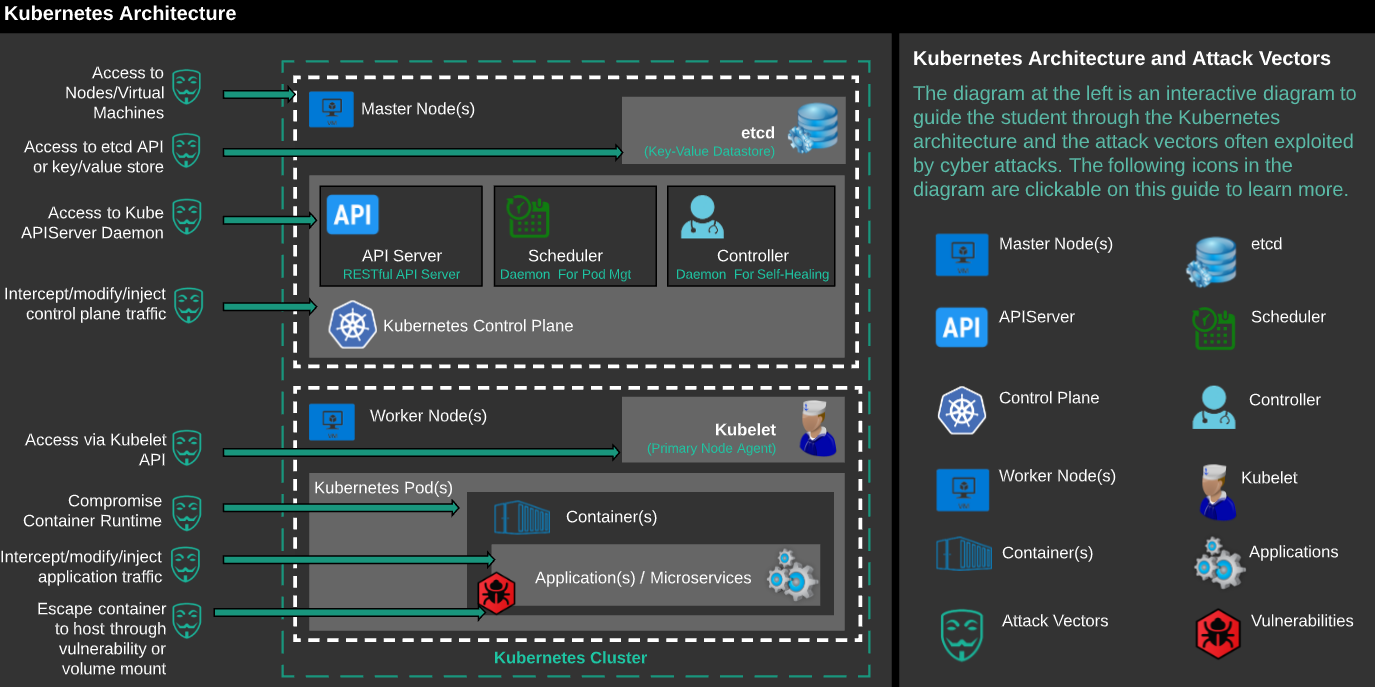 Kubernetes Architecture
Access to
Nodes/Virtual
Machines
Access to etcd API
or key/value store
Access to Kube
APIServer Daemon
Intercept/modify/inject
control plane traffic
Access via Kubelet
API
Compromise
Container Runtime
Intercept/modify/inject
application traffic
Escape container
to host through
vulnerability or
volume mount
Master Node(s)
etcd
(Key-Value Datastore)
API
API Server
RESTful API Server
Scheduler
Daemon For Pod Mgt
Controller
Daemon For Self-Healing
Kubernetes Control Plane
Worker Node(s)
Kubelet
(Primary Node Agent)
Kubernetes Pod(s)
Container(s)
Application(s) / Microservices
Kubernetes Cluster
Kubernetes Architecture and Attack Vectors
The diagram at the left is an interactive diagram to
guide the student through the Kubernetes
architecture and the attack vectors often exploited
by cyber attacks. The following icons in the
diagram are clickable on this guide to learn more.
Master Node(s)
etcd
API
APIServer
Scheduler
Control Plane
Controller
Worker Node(s)
Kubelet
Container(s)
Applications
Attack Vectors
Vulnerabilities